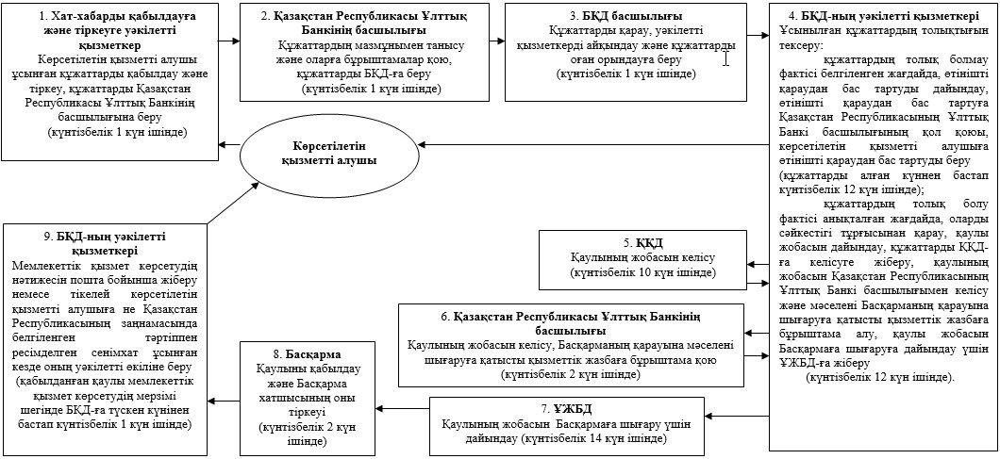 1. Хат-хабарды қабылдауға
және тіркеуге уәкілетті
қызметкер
Көрсетілетін қызметті алушы
ұсынған құжаттарды қабылдау және
тіркеу, құжаттарды Қазақстан
Республикасы Ұлттық Банкінің
басшылығына беру
(күнтізбелік 1 күн ішінде)
2. Қазақстан Республикасы Ұлттық
Банкінің басшылығы
Құжаттардың мазмұнымен танысу
және оларға бұрыштамалар қою,
құжаттарды БҚД-ға беру
(күнтізбелік 1 күн ішінде)
3. БҚД басшылығы
Құжаттарды қарау, уәкілетті
қызметкерді айқындау және құжаттарды
оған орындауға беру
(күнтізбелік 1 күн ішінде)
4. БҚД-ның уәкілетті қызметкері
Ұсынылған құжаттардың толықтығын
тексеру:
құжаттардың толық болмау
фактісі белгіленген жағдайда, өтінішті
қараудан бас тартуды дайындау,
өтінішті қараудан бас тартуға
Қазақстан Республикасының Ұлттық
Банкі басшылығының қол қоюы,
көрсетілетін қызметті алушыға
өтінішті қараудан бас тартуды беру
(құжаттарды алған күннен бастап
күнтізбелік 12 күн ішінде);
құжаттардың толық болу
фактісі анықталған жағдайда, оларды
сәйкестігі тұрғысынан қарау, қаулы
жобасын дайындау, құжаттарды ҚҚД-
ға келісуге жіберу, қаулының
жобасын Қазақстан Республикасының
Ұлттық Банкі басшылығымен келісу
және мәселені Басқарманың қарауына
шығаруға қатысты қызметтік жазбаға
бұрыштама алу, қаулы жобасын
Басқармаға шығаруға дайындау үшін
ҰЖБД-ға жіберу
(күнтізбелік 12 күн ішінде).
Көрсетілетін
қызметті алушы
5. ҚҚД
Қаулының жобасын келісу
(күнтізбелік 10 күн ішінде)
6. Қазақстан Республикасы Ұлттық Банкінің
басшылығы
Қаулының жобасын келісу, Басқарманың қарауына мәселені
шығаруға қатысты қызметтік жазбаға бұрыштама қою
(күнтізбелік 2 күн ішінде)
7. ҰЖБД
Қаулының жобасын Басқармаға шығару үшін
дайындау (күнтізбелік 14 күн ішінде)
8. Басқарма
Қаулыны қабылдау
және Басқарма
хатшысының оны
тіркеуі
(күнтізбелік 2 күн
ішінде)
9. БҚД-ның уәкілетті
қызметкері
Мемлекеттік қызмет көрсетудің
нәтижесін пошта бойынша жіберу
немесе тікелей көрсетілетін
қызметті алушыға не Қазақстан
Республикасының заңнамасында
белгіленген тәртіппен
ресімделген сенімхат ұсынған
кезде оның уәкілетті өкіліне беру
(қабылданған қаулы мемлекеттік
қызмет көрсетудің мерзімі
шегінде БҚД-ға түскен күнінен
бастап күнтізбелік 1 күн ішінде)